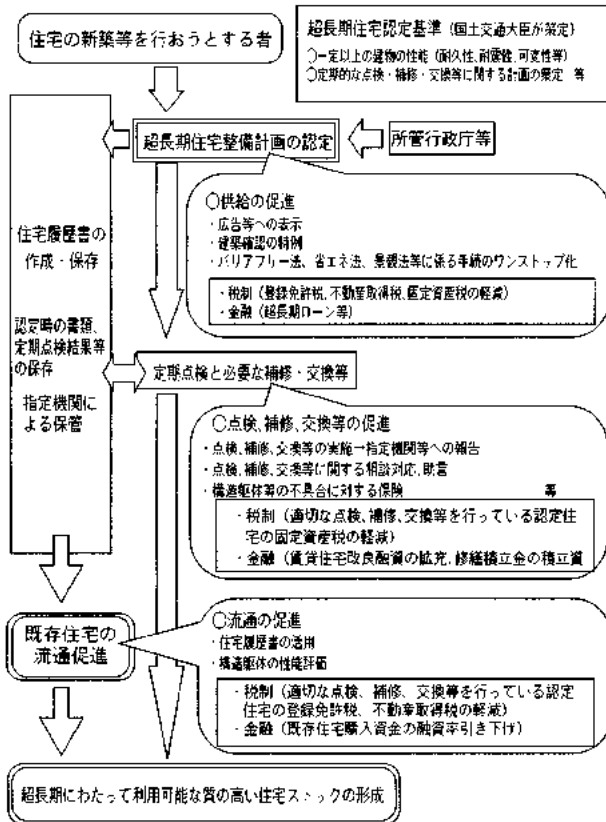 住宅の新築等を行おうとする者
超長期住宅認定基準（国土交通大臣が策定）
○一定以上の建物の性能（耐久性、耐震性、可変性等）
○定期的な点検・補修・交換等に関する計画の策定　等
超長期住宅整備計画の認定
所管行政庁等
○供給の促進
・広告等への表示
・建築確認の特例
・バリアフリー法、省エネ法、景観法等に係る手続のワンストップ化
・税制（登録免許税、不動産取得税、固定資産税の軽減）
・金融（超長期ローン等）
住宅履歴書の
作成・保存
認定時の書類、
定期点検結果等
の保存
指定機関に
よる保管
定期点検と必要な補修・交換等
○点検、補修、交換等の促進
・点検、補修、交換等の実施→指定機関等への報告
・点検、補修、交換等に関する相談対応、助言
・構造躯体等の不具合に対する保険　等
・税制（適切な点検、補修、交換等を行っている認定住
宅の固定資産税の軽減）
・金融（賃貸住宅改良融資の拡充、修繕積立金の積立資
既存住宅の
流通促進
○流通の促進
・住宅履歴書の活用
・構造躯体の性能評価
・税制（適切な点検、補修、交換等を行っている認定
住宅の登録免許税、不動産取得税の軽減）
・金融（既存住宅購入資金の融資率引き下げ）
超長期にわたって利用可能な質の高い住宅ストックの形成